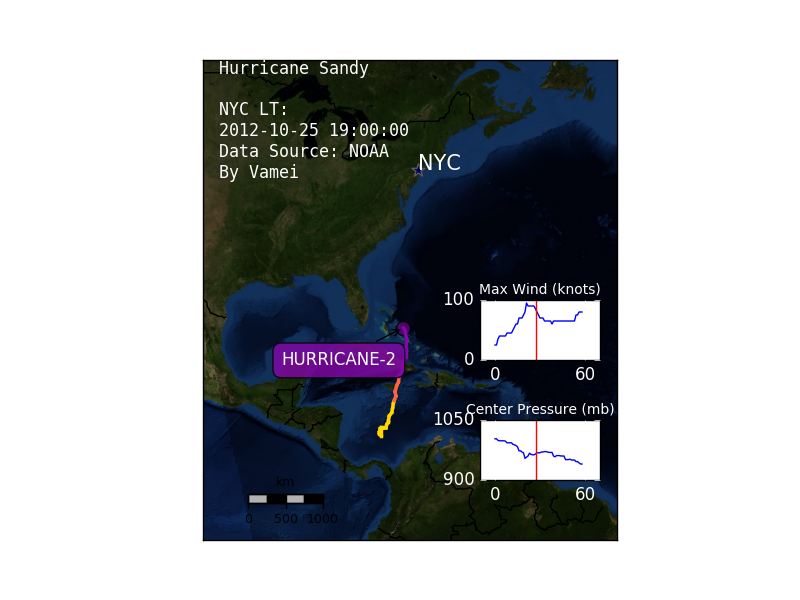 Hurricane Sandy
NYC LT:
2012-10-25 19:00:00
Data Source: NOAA
By Vamei
NYC
Max Wind (knots)
100
0
0 60
HURRICANE-2
Center Pressure (mb)
1050
900
0 60
km
0 500 1000